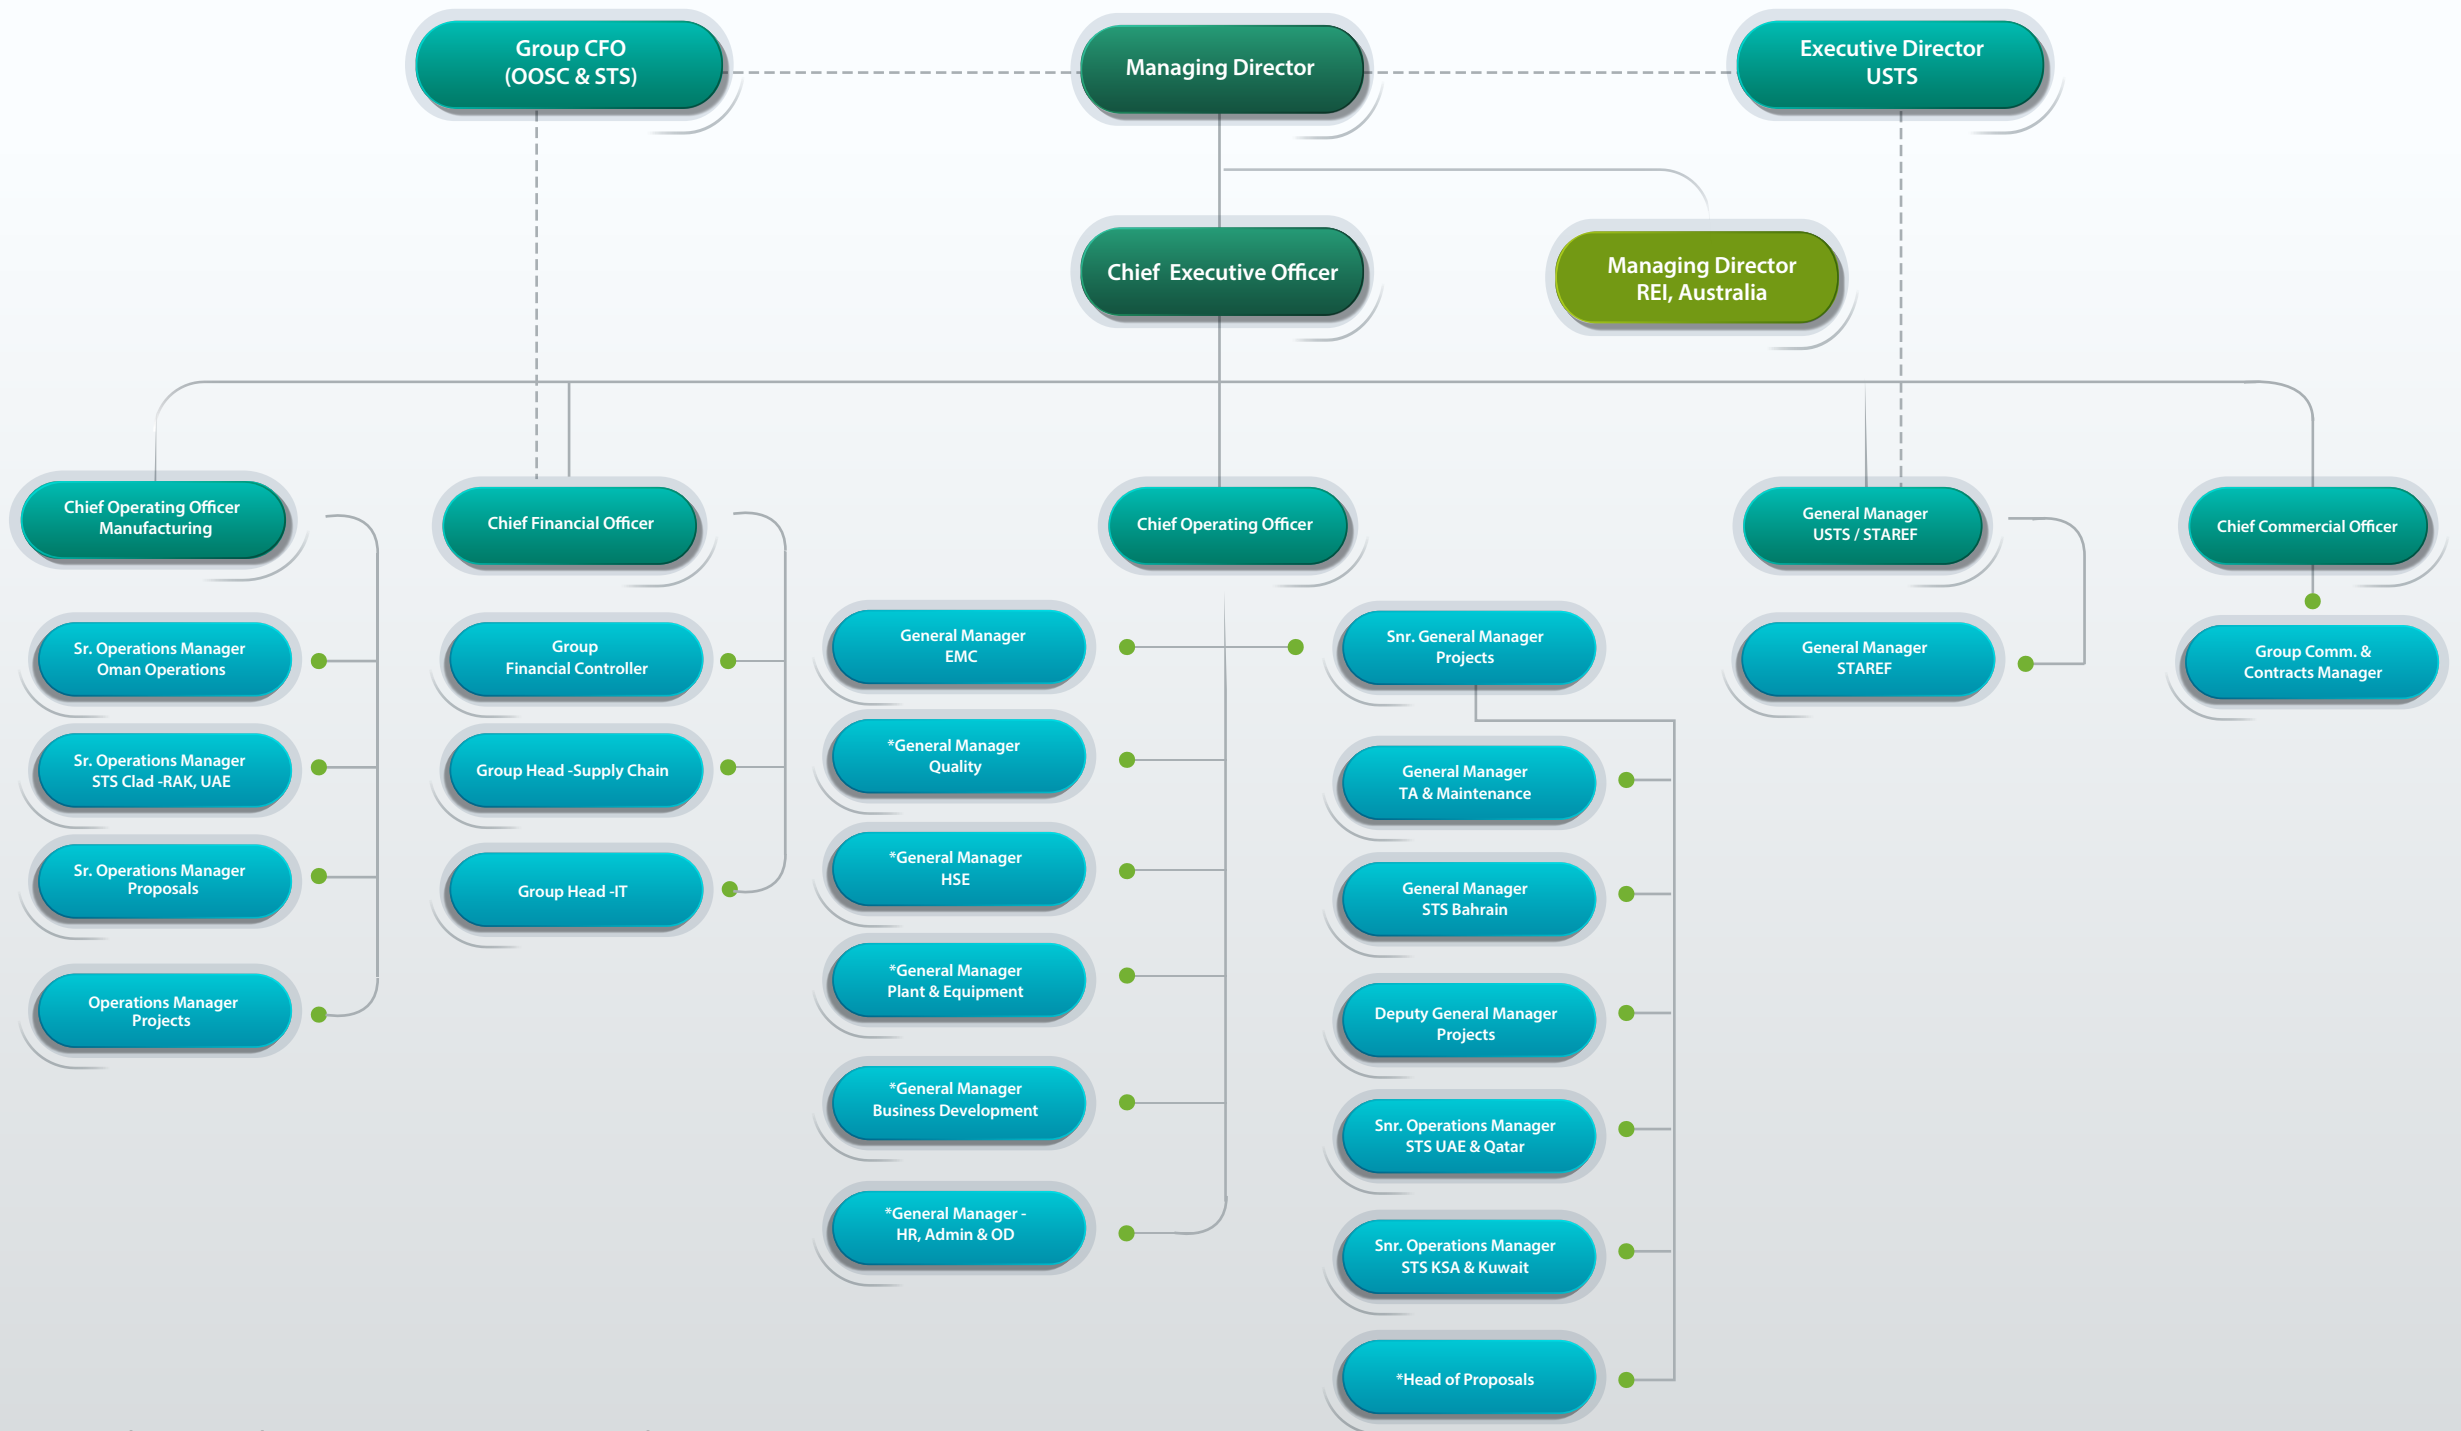 Group CFO
(OOSC & STS)
Managing Director
Executive Director
USTS
Chief  Executive Officer
Managing Director
REI, Australia
Chief Operating Officer
Manufacturing
Chief Financial Officer
Chief Operating Officer
General Manager
USTS / STAREF
Chief Commercial Officer
Sr. Operations Manager
Oman Operations
Sr. Operations Manager
STS Clad -RAK, UAE
Sr. Operations Manager
Proposals
Operations Manager
Projects
Group
Financial Controller
Group Head -Supply Chain
Group Head -IT
General Manager
EMC
*General Manager
Quality
*General Manager
HSE
*General Manager
Plant & Equipment
*General Manager
Business Development
*General Manager -
HR, Admin & OD
Snr. General Manager
Projects
General Manager
TA & Maintenance
General Manager
STS Bahrain
Deputy General Manager
Projects
Snr. Operations Manager
STS UAE & Qatar
Snr. Operations Manager
STS KSA & Kuwait
*Head of Proposals
General Manager
STAREF
Group Comm. &
Contracts Manager